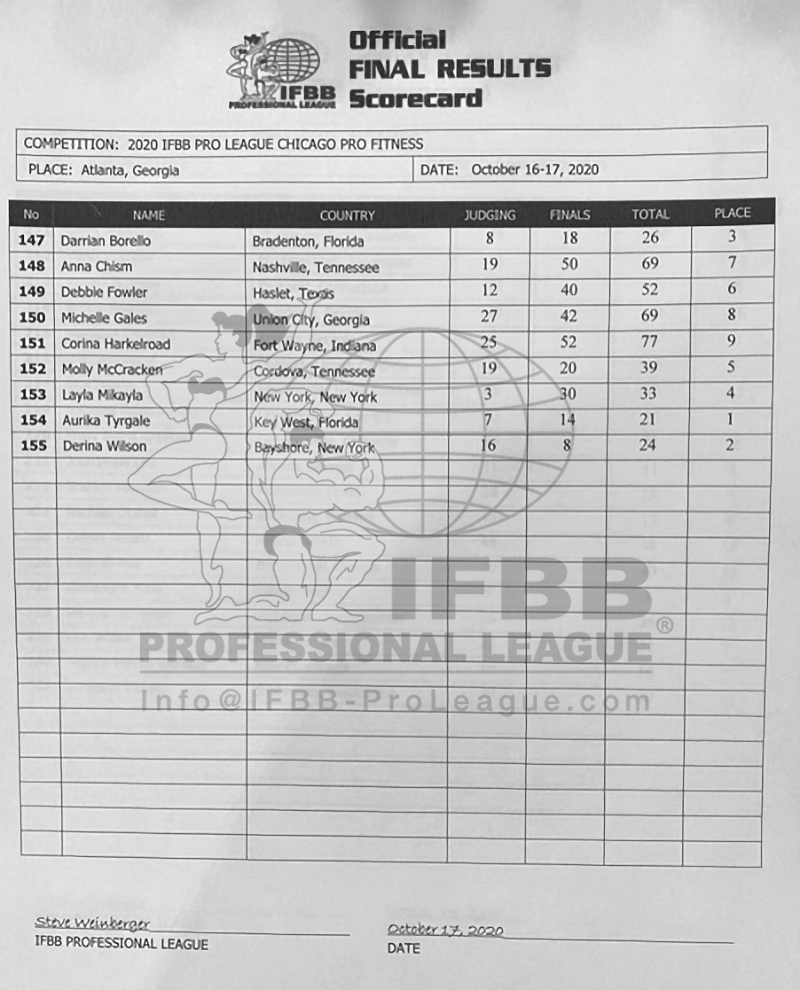 Official
FINAL RESULTS
Scorecard
IFBB
PROFESSIONAL LEAGUE
COMPETITION: 2020 IFBB PRO LEAGUE CHICAGO PRO FITNESS
PLACE: Atlanta, Georgia DATE: October 16-17, 2020
No NAME COUNTRY JUDGING FINALS TOTAL PLACE
147 Darrian Borello Bradenton, Florida 8 18 26 3
148 Anna Chism Nashville, Tennessee 19 50 69 7
149 Debbie Fowler Haslet, Texas 12 40 52 6
150 Michelle Gales Union City, Georgia 27 42 69 8
151 Corina Harkelroad Fort Wayne, Indiana 25 52 77 9
152 Molly McCracken Cordova, Tennessee 19 20 39 5
153 Layla Mikayla New York, New York 3 30 33 4
154 Aurika Tyrgale Key West, Florida 7 14 21 1
155 Derina Wilson Bayshore, New York 16 8 24 2
IFBB
PROFESSIONAL LEAGUE®
Info@IFBB-ProLeague.com
Steve Weinberger October 17, 2020
IFBB PROFESSIONAL LEAGUE DATE